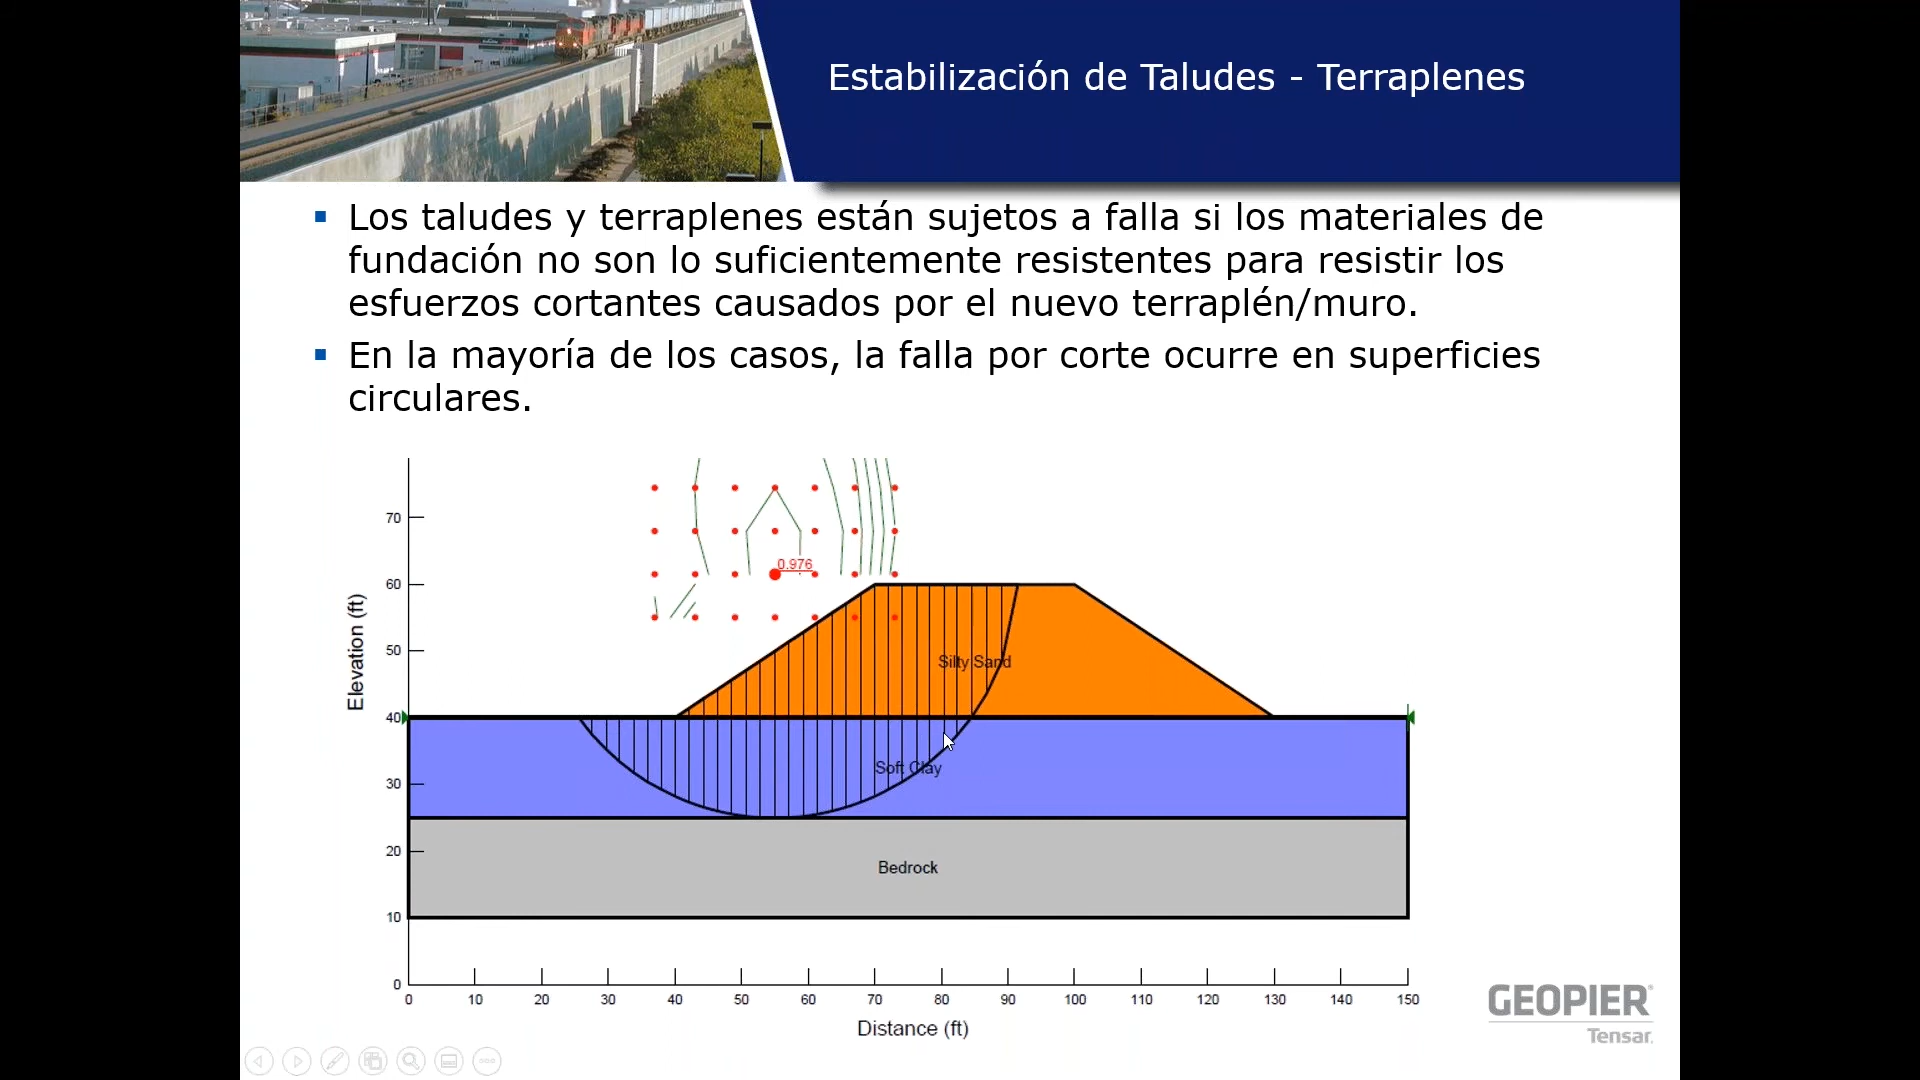 Estabilización de Taludes - Terraplenes
Los taludes y terraplenes están sujetos a falla si los materiales de
fundación no son lo suficientemente resistentes para resistir los
esfuerzos cortantes causados por el nuevo terraplén/muro.
En la mayoría de los casos, la falla por corte ocurre en superficies
circulares.
70
0.976
60
50
Silty Sand
Elevation (ft)
40
Soft Clay
30
20
Bedrock
10
0
0 10 20 30 40 50 60 70 80 90 100 110 120 130 140 150
Distance (ft)
GEOPIER®
Tensar.